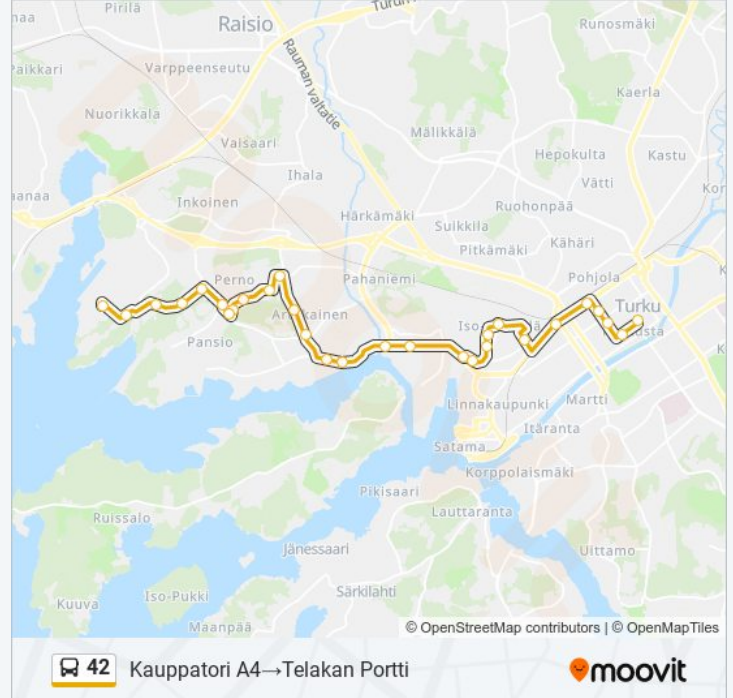 Pirilä
Turun
naa
Raisio
Runosmäki
Paikkari
Varppeenseutu
Rauman valtatie
Kaerla
Nuorikkala
Mälikkälä
Vaisaari
Hepokulta
Kastu
Ihala
Vätti
anaa
Inkoinen
Ruohonpää
Härkämäki
Suikkila
Kähäri
Pitkämäki
Perno
Pahaniemi
Pohjola
Turku
Pansio
Linnakaupunki
Martti
Itäranta
Satama
Korppolaismäki
Pikisaari
Lauttaranta
Ruissalo
Jänessaari
Uittamo
Särkilahti
Iso-Pukki
Kuuva
Maanpää
© OpenStreetMap contributors | © OpenMapTiles
42 Kauppatori A4→Telakan Portti
moovit